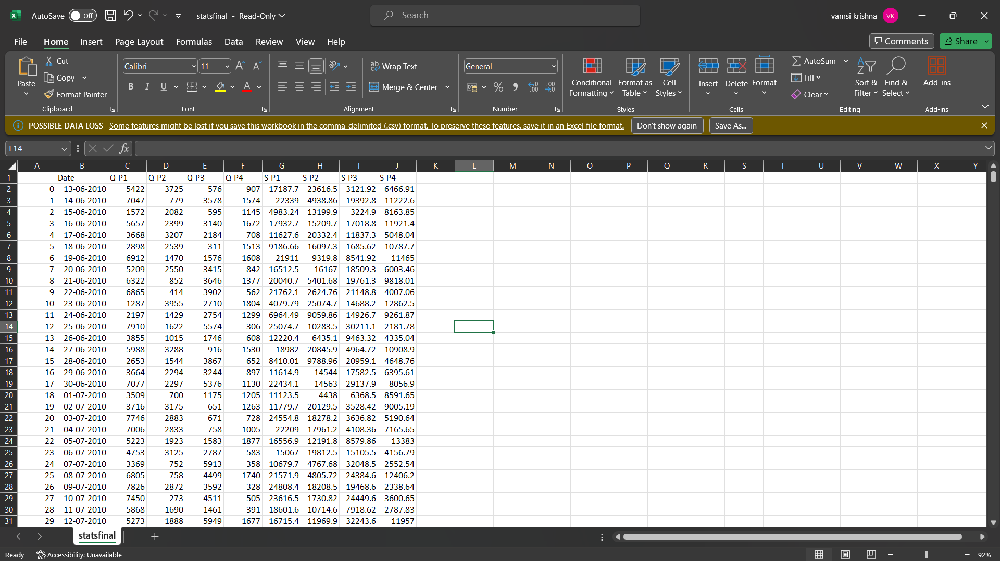 AutoSave Off statsfinal - Read-Only Search vamsi krishna VK
File Home Insert Page Layout Formulas Data Review View Help Comments Share
Paste Cut Copy Format Painter Clipboard
Calibri 11 A A B I U A Font
ab Wrap Text Merge & Center Alignment
General % 9 .00 .00 Number
Conditional Formatting Format as Table Cell Styles Styles
Insert Delete Format Cells
AutoSum Fill Clear Sort & Filter Find & Select Editing
Add-ins Add-ins
POSSIBLE DATA LOSS Some features might be lost if you save this workbook in the comma-delimited (.csv) format. To preserve these features, save it in an Excel file format. Don't show again Save As...
L14 fx
A B C D E F G H I J K L M N O P Q R S T U V W X Y
1 Date Q-P1 Q-P2 Q-P3 Q-P4 S-P1 S-P2 S-P3 S-P4
2 0 13-06-2010 5422 3725 576 907 17187.7 23616.5 3121.92 6466.91
3 1 14-06-2010 7047 779 3578 1574 22339 4938.86 19392.8 11222.6
4 2 15-06-2010 1572 2082 595 1145 4983.24 13199.9 3224.9 8163.85
5 3 16-06-2010 5657 2399 3140 1672 17932.7 15209.7 17018.8 11921.4
6 4 17-06-2010 3668 3207 2184 708 11627.6 20332.4 11837.3 5048.04
7 5 18-06-2010 2898 2539 311 1513 9186.66 16097.3 1685.62 10787.7
8 6 19-06-2010 6912 1470 1576 1608 21911 9319.8 8541.92 11465
9 7 20-06-2010 5209 2550 3415 842 16512.5 16167 18509.3 6003.46
10 8 21-06-2010 6322 852 3646 1377 20040.7 5401.68 19761.3 9818.01
11 9 22-06-2010 6865 414 3902 562 21762.1 2624.76 21148.8 4007.06
12 10 23-06-2010 1287 3955 2710 1804 4079.79 25074.7 14688.2 12862.5
13 11 24-06-2010 2197 1429 2754 1299 6964.49 9059.86 14926.7 9261.87
14 12 25-06-2010 7910 1622 5574 306 25074.7 10283.5 30211.1 2181.78
15 13 26-06-2010 3855 1015 1746 608 12220.4 6435.1 9463.32 4335.04
16 14 27-06-2010 5988 3288 916 1530 18982 20845.9 4964.72 10908.9
17 15 28-06-2010 2653 1544 3867 652 8410.01 9788.96 20959.1 4648.76
18 16 29-06-2010 3664 2294 3244 897 11614.9 14544 17582.5 6395.61
19 17 30-06-2010 7077 2297 5376 1130 22434.1 14563 29137.9 8056.9
20 18 01-07-2010 3509 700 1175 1205 11123.5 4438 6368.5 8591.65
21 19 02-07-2010 3716 3175 651 1263 11779.7 20129.5 3528.42 9005.19
22 20 03-07-2010 7746 2883 671 728 24554.8 18278.2 3636.82 5190.64
23 21 04-07-2010 7006 2833 758 1005 22209 17961.2 4108.36 7165.65
24 22 05-07-2010 5223 1923 1583 1877 16556.9 12191.8 8579.86 13383
25 23 06-07-2010 4753 3125 2787 583 15067 19812.5 15105.5 4156.79
26 24 07-07-2010 3369 752 5913 358 10679.7 4767.68 32048.5 2552.54
27 25 08-07-2010 6805 758 4499 1740 21571.9 4805.72 24384.6 12406.2
28 26 09-07-2010 7826 2872 3592 328 24808.4 18208.5 19468.6 2338.64
29 27 10-07-2010 7450 273 4511 505 23616.5 1730.82 24449.6 3600.65
30 28 11-07-2010 5868 1690 1461 391 18601.6 10714.6 7918.62 2787.83
31 29 12-07-2010 5273 1888 5949 1677 16715.4 11969.9 32243.6 11957
statsfinal
Ready Accessibility: Unavailable 92%